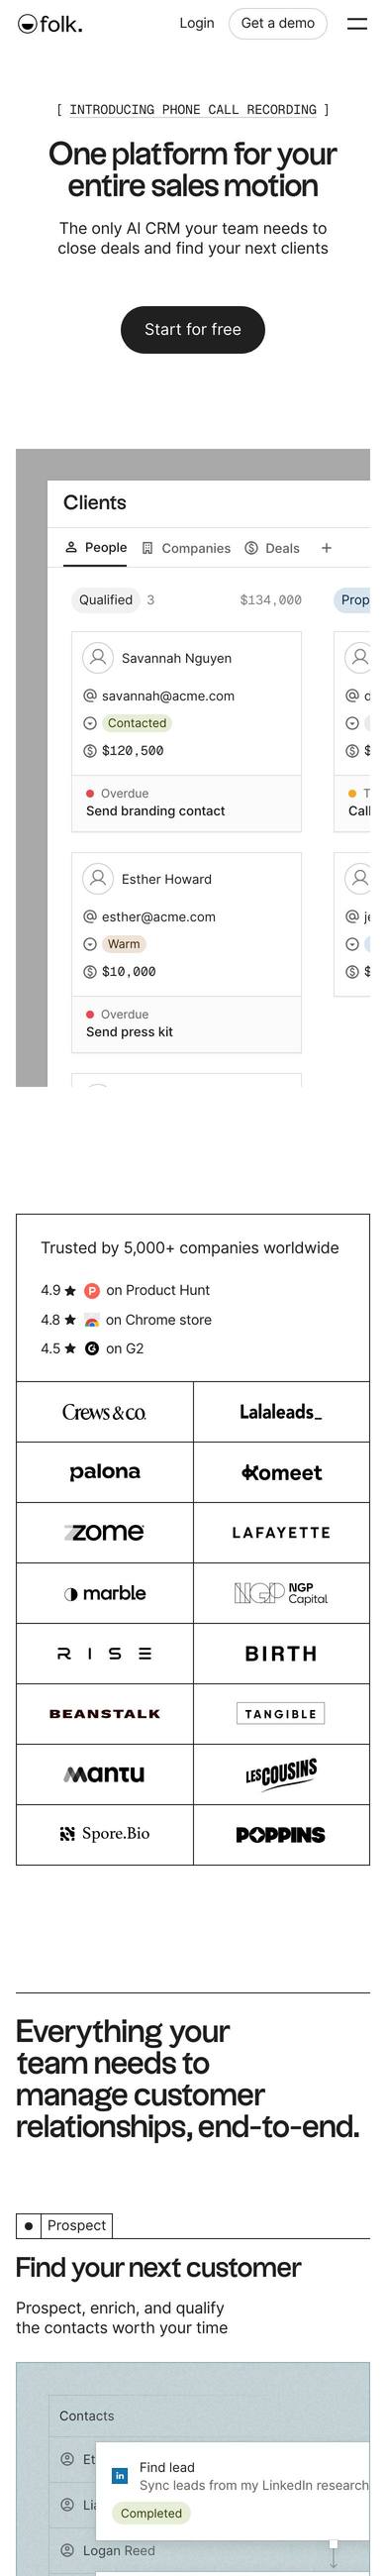 folk.
Login
Get a demo
[ INTRODUCING PHONE CALL RECORDING ]
One platform for your
entire sales motion
The only AI CRM your team needs to
close deals and find your next clients
Start for free
Clients
People
Companies
Deals
+
Qualified 3 $134,000
Prop
Savannah Nguyen
@ savannah@acme.com
Contacted
$120,500
Overdue
Send branding contact
Call
Esther Howard
@ esther@acme.com
Warm
$10,000
Overdue
Send press kit
Trusted by 5,000+ companies worldwide
4.9 ★ on Product Hunt
4.8 ★ on Chrome store
4.5 ★ on G2
Crews & co.
Lalaleads_
palona
Komeet
zome
LAFAYETTE
marble
NGP
NGP
Capital
RISE
BIRTH
BEANSTALK
TANGIBLE
mantu
LES COUSINS
Spore.Bio
POPPINS
Everything your
team needs to
manage customer
relationships, end-to-end.
Prospect
Find your next customer
Prospect, enrich, and qualify
the contacts worth your time
Contacts
Et
in
Find lead
Sync leads from my LinkedIn research
Completed
Lia
Logan Reed